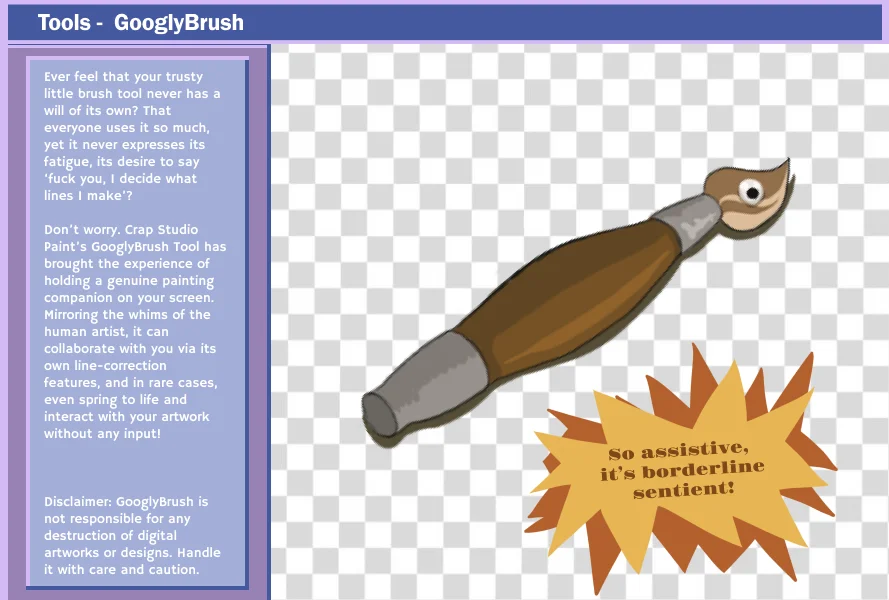 Tools -  GooglyBrush
Ever feel that your trusty
little brush tool never has a
will of its own? That
everyone uses it so much,
yet it never expresses its
fatigue, its desire to say
'fuck you, I decide what
lines I make'?
Don't worry. Crap Studio
Paint's GooglyBrush Tool has
brought the experience of
holding a genuine painting
companion on your screen.
Mirroring the whims of the
human artist, it can
collaborate with you via its
own line-correction
features, and in rare cases,
even spring to life and
interact with your artwork
without any input!
Disclaimer: GooglyBrush is
not responsible for any
destruction of digital
artworks or designs. Handle
it with care and caution.
So assistive,
it's borderline
sentient!